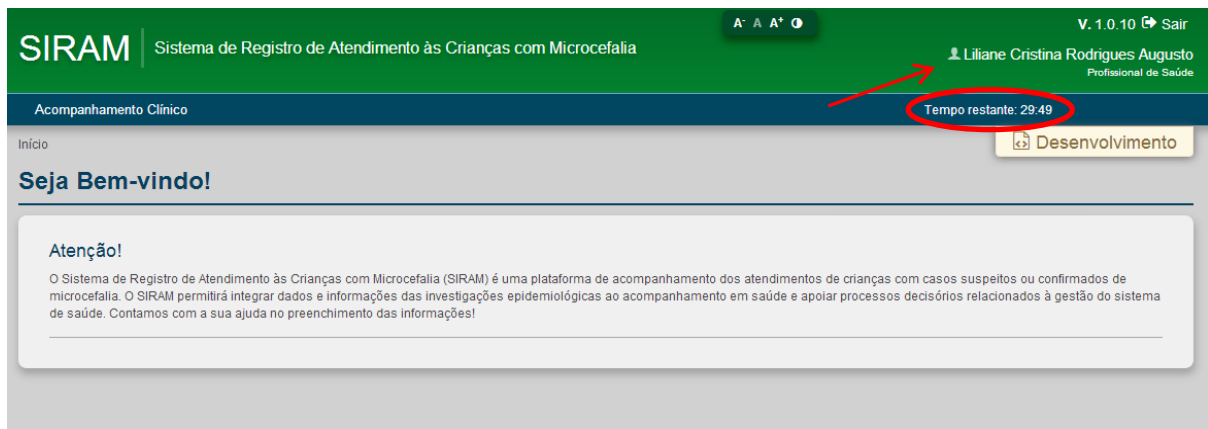 A- A A+
V. 1.0.10 Sair
SIRAM Sistema de Registro de Atendimento às Crianças com Microcefalia
Liliane Cristina Rodrigues Augusto
Profissional de Saúde
Acompanhamento Clínico Tempo restante: 29:49
Início
Desenvolvimento
Seja Bem-vindo!
Atenção!
O Sistema de Registro de Atendimento às Crianças com Microcefalia (SIRAM) é uma plataforma de acompanhamento dos atendimentos de crianças com casos suspeitos ou confirmados de
microcefalia. O SIRAM permitirá integrar dados e informações das investigações epidemiológicas ao acompanhamento em saúde e apoiar processos decisórios relacionados à gestão do sistema
de saúde. Contamos com a sua ajuda no preenchimento das informações!